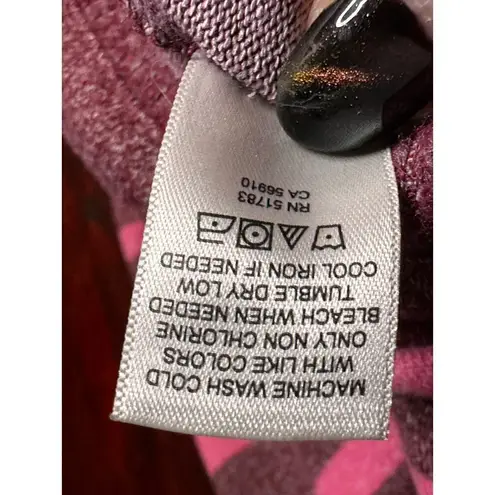 MACHINE WASH COLD
WITH LIKE COLORS
ONLY NON CHLORINE
BLEACH WHEN NEEDED
TUMBLE DRY LOW
COOL IRON IF NEEDED
RN 51783
CA 56910